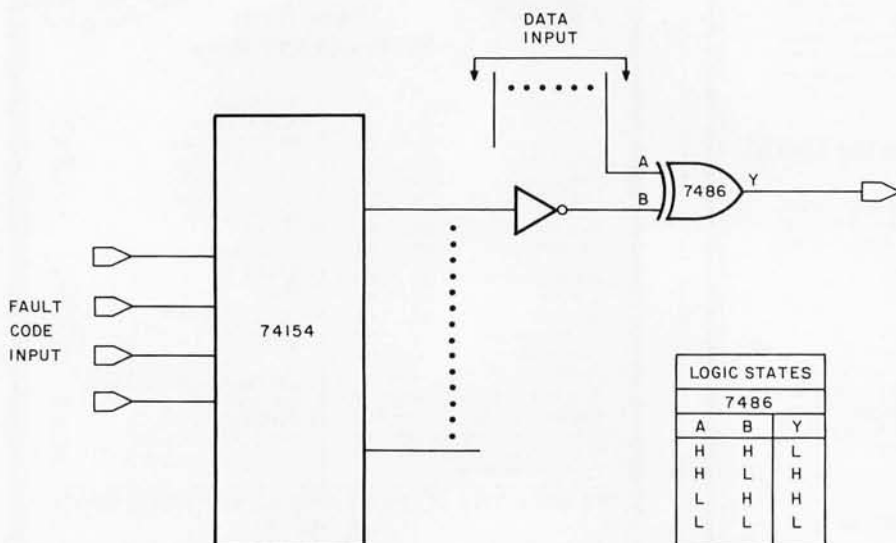 DATA
INPUT
A
7486
Y
B
FAULT
CODE
INPUT
74154
LOGIC STATES
7486
A B Y
H H L
H L H
L H H
L L L